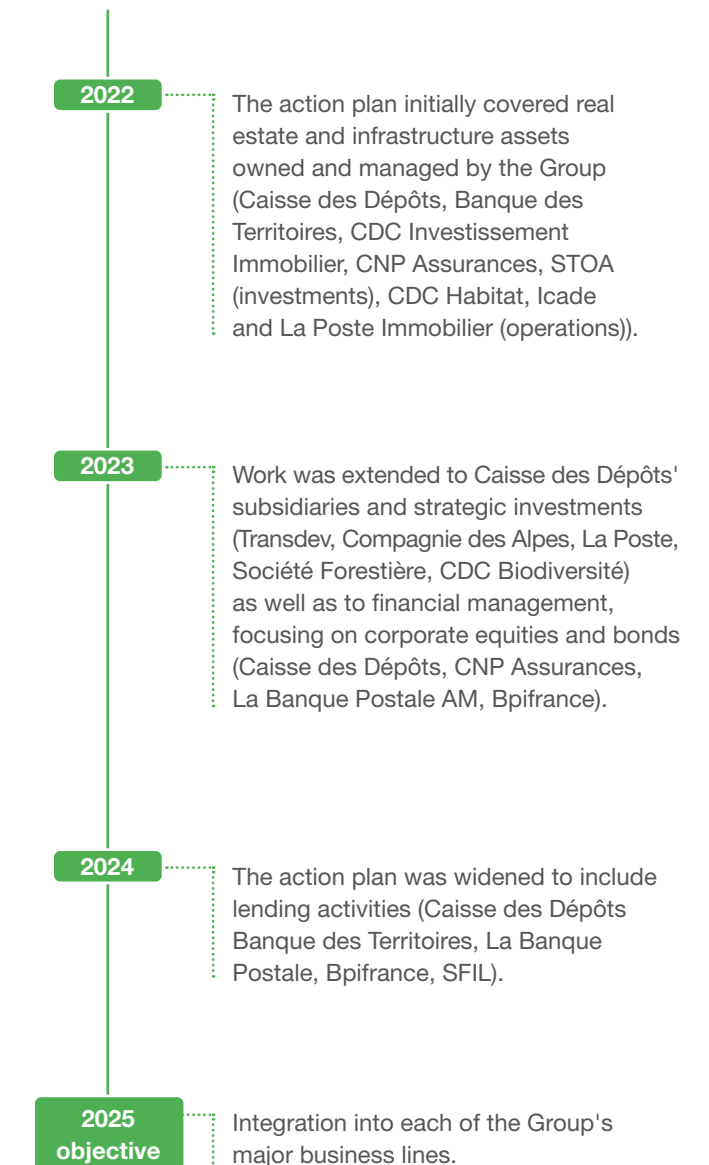 2022
The action plan initially covered real
estate and infrastructure assets
owned and managed by the Group
(Caisse des Dépôts, Banque des
Territoires, CDC Investissement
Immobilier, CNP Assurances, STOA
(investments), CDC Habitat, Icade
and La Poste Immobilier (operations)).
2023
Work was extended to Caisse des Dépôts'
subsidiaries and strategic investments
(Transdev, Compagnie des Alpes, La Poste,
Société Forestière, CDC Biodiversité)
as well as to financial management,
focusing on corporate equities and bonds
(Caisse des Dépôts, CNP Assurances,
La Banque Postale AM, Bpifrance).
2024
The action plan was widened to include
lending activities (Caisse des Dépôts
Banque des Territoires, La Banque
Postale, Bpifrance, SFIL).
2025
objective
Integration into each of the Group's
major business lines.